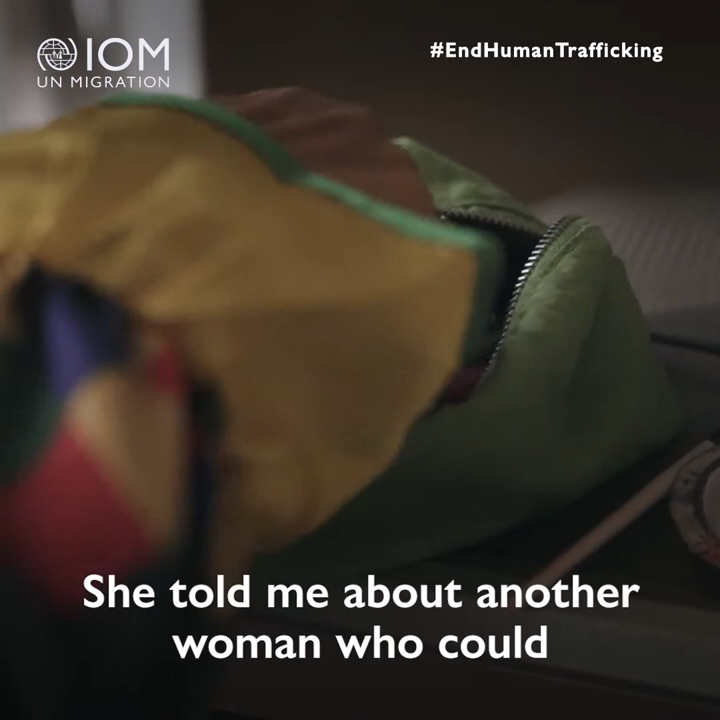 IOM
UN MIGRATION
#EndHumanTrafficking
She told me about another
woman who could